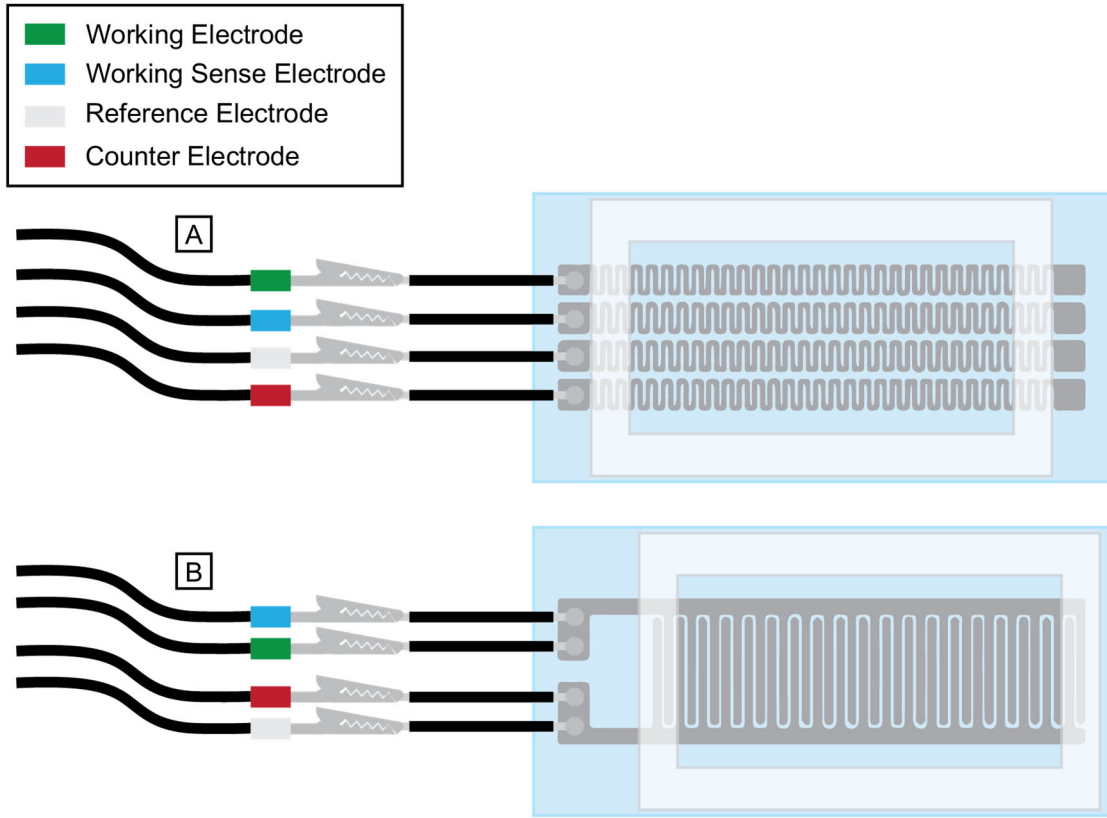 Working Electrode
Working Sense Electrode
Reference Electrode
Counter Electrode
A
B